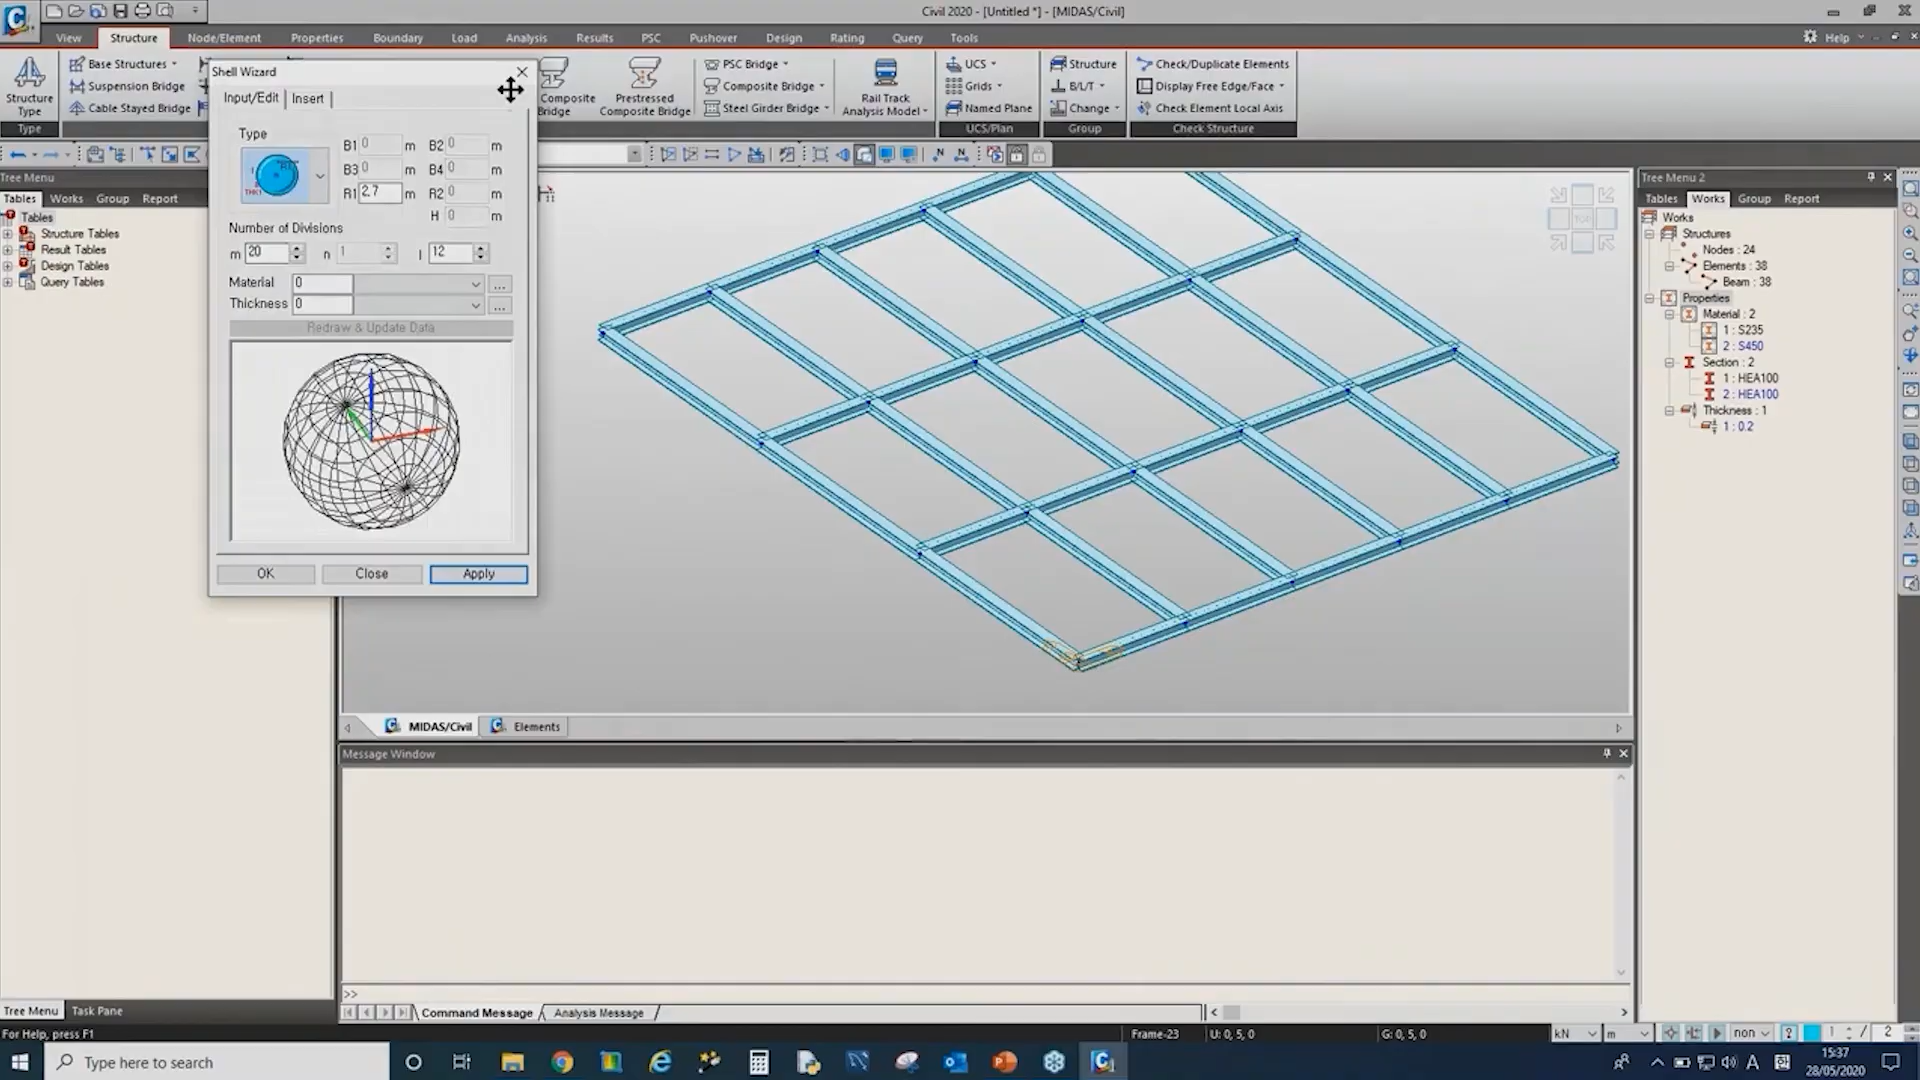 Civil 2020 - [Untitled *] - [MIDAS/Civil]
View
Structure
Node/Element
Properties
Boundary
Load
Analysis
Results
PSC
Pushover
Design
Rating
Query
Tools
Help
Structure
Type
Type
Base Structures
Suspension Bridge
Cable Stayed Bridge
Composite
Bridge
Prestressed
Composite Bridge
PSC Bridge
Composite Bridge
Steel Girder Bridge
Rail Track
Analysis Model
UCS
Grids
Named Plane
UCS/Plan
Structure
B/L/T
Change
Group
Check/Duplicate Elements
Display Free Edge/Face
Check Element Local Axis
Check Structure
Shell Wizard
Input/Edit
Insert
Type
B1 0 m B2 0 m
B3 0 m B4 0 m
R1 2.7 m R2 0 m
H 0 m
Number of Divisions
m 20 n 1 l 12
Material 0 ...
Thickness 0 ...
Redraw & Update Data
OK
Close
Apply
Tree Menu
Tables
Works
Group
Report
Tables
Structure Tables
Result Tables
Design Tables
Query Tables
Tree Menu
Task Pane
TOP
MIDAS/Civil
Elements
Message Window
>>
Command Message
Analysis Message
Tree Menu 2
Tables
Works
Group
Report
Works
Structures
Nodes : 24
Elements : 38
Beam : 38
Properties
Material : 2
1 : S235
2 : S450
Section : 2
1 : HEA100
2 : HEA100
Thickness : 1
1 : 0.2
For Help, press F1
Frame-23
U: 0, 5, 0
G: 0, 5, 0
kN
m
non
?
1
/ 2
Type here to search
A
15:37
28/05/2020